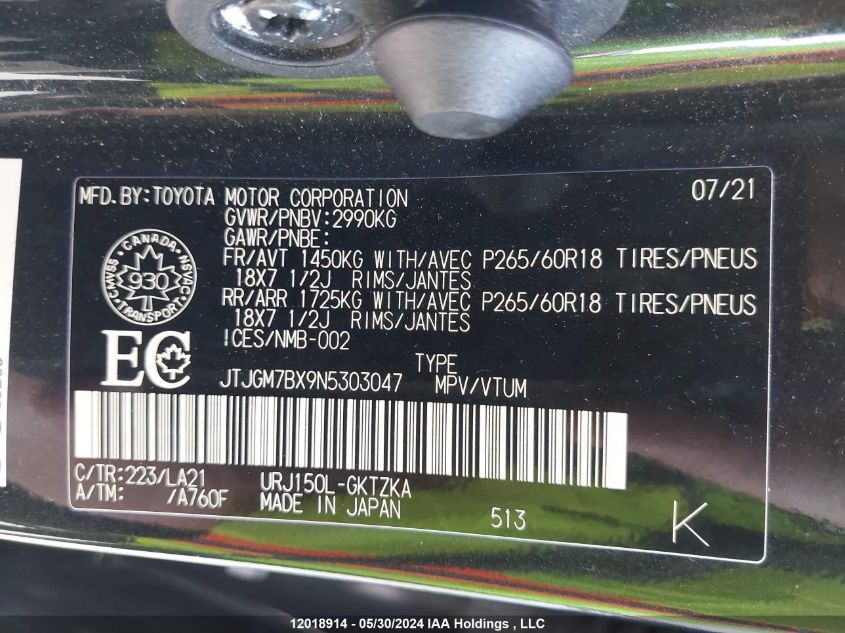 MFD.BY:TOYOTA MOTOR CORPORATION 07/21
GVWR/PNBV:2990KG
GAWR/PNBE:
FR/AVT 1450KG WITH/AVEC P265/60R18 TIRES/PNEUS
18X7 1/2J RIMS/JANTES
RR/ARR 1725KG WITH/AVEC P265/60R18 TIRES/PNEUS
18X7 1/2J RIMS/JANTES
ICES/NMB-002
CANADA
CMVSS NSVAC
930
TRANSPORT
EC
TYPE
JTJGM7BX9N5303047 MPV/VTUM
C/TR:223/LA21 URJ150L-GKTZKA
A/TM: /A760F MADE IN JAPAN
513 K
12018914 - 05/30/2024 IAA Holdings, LLC